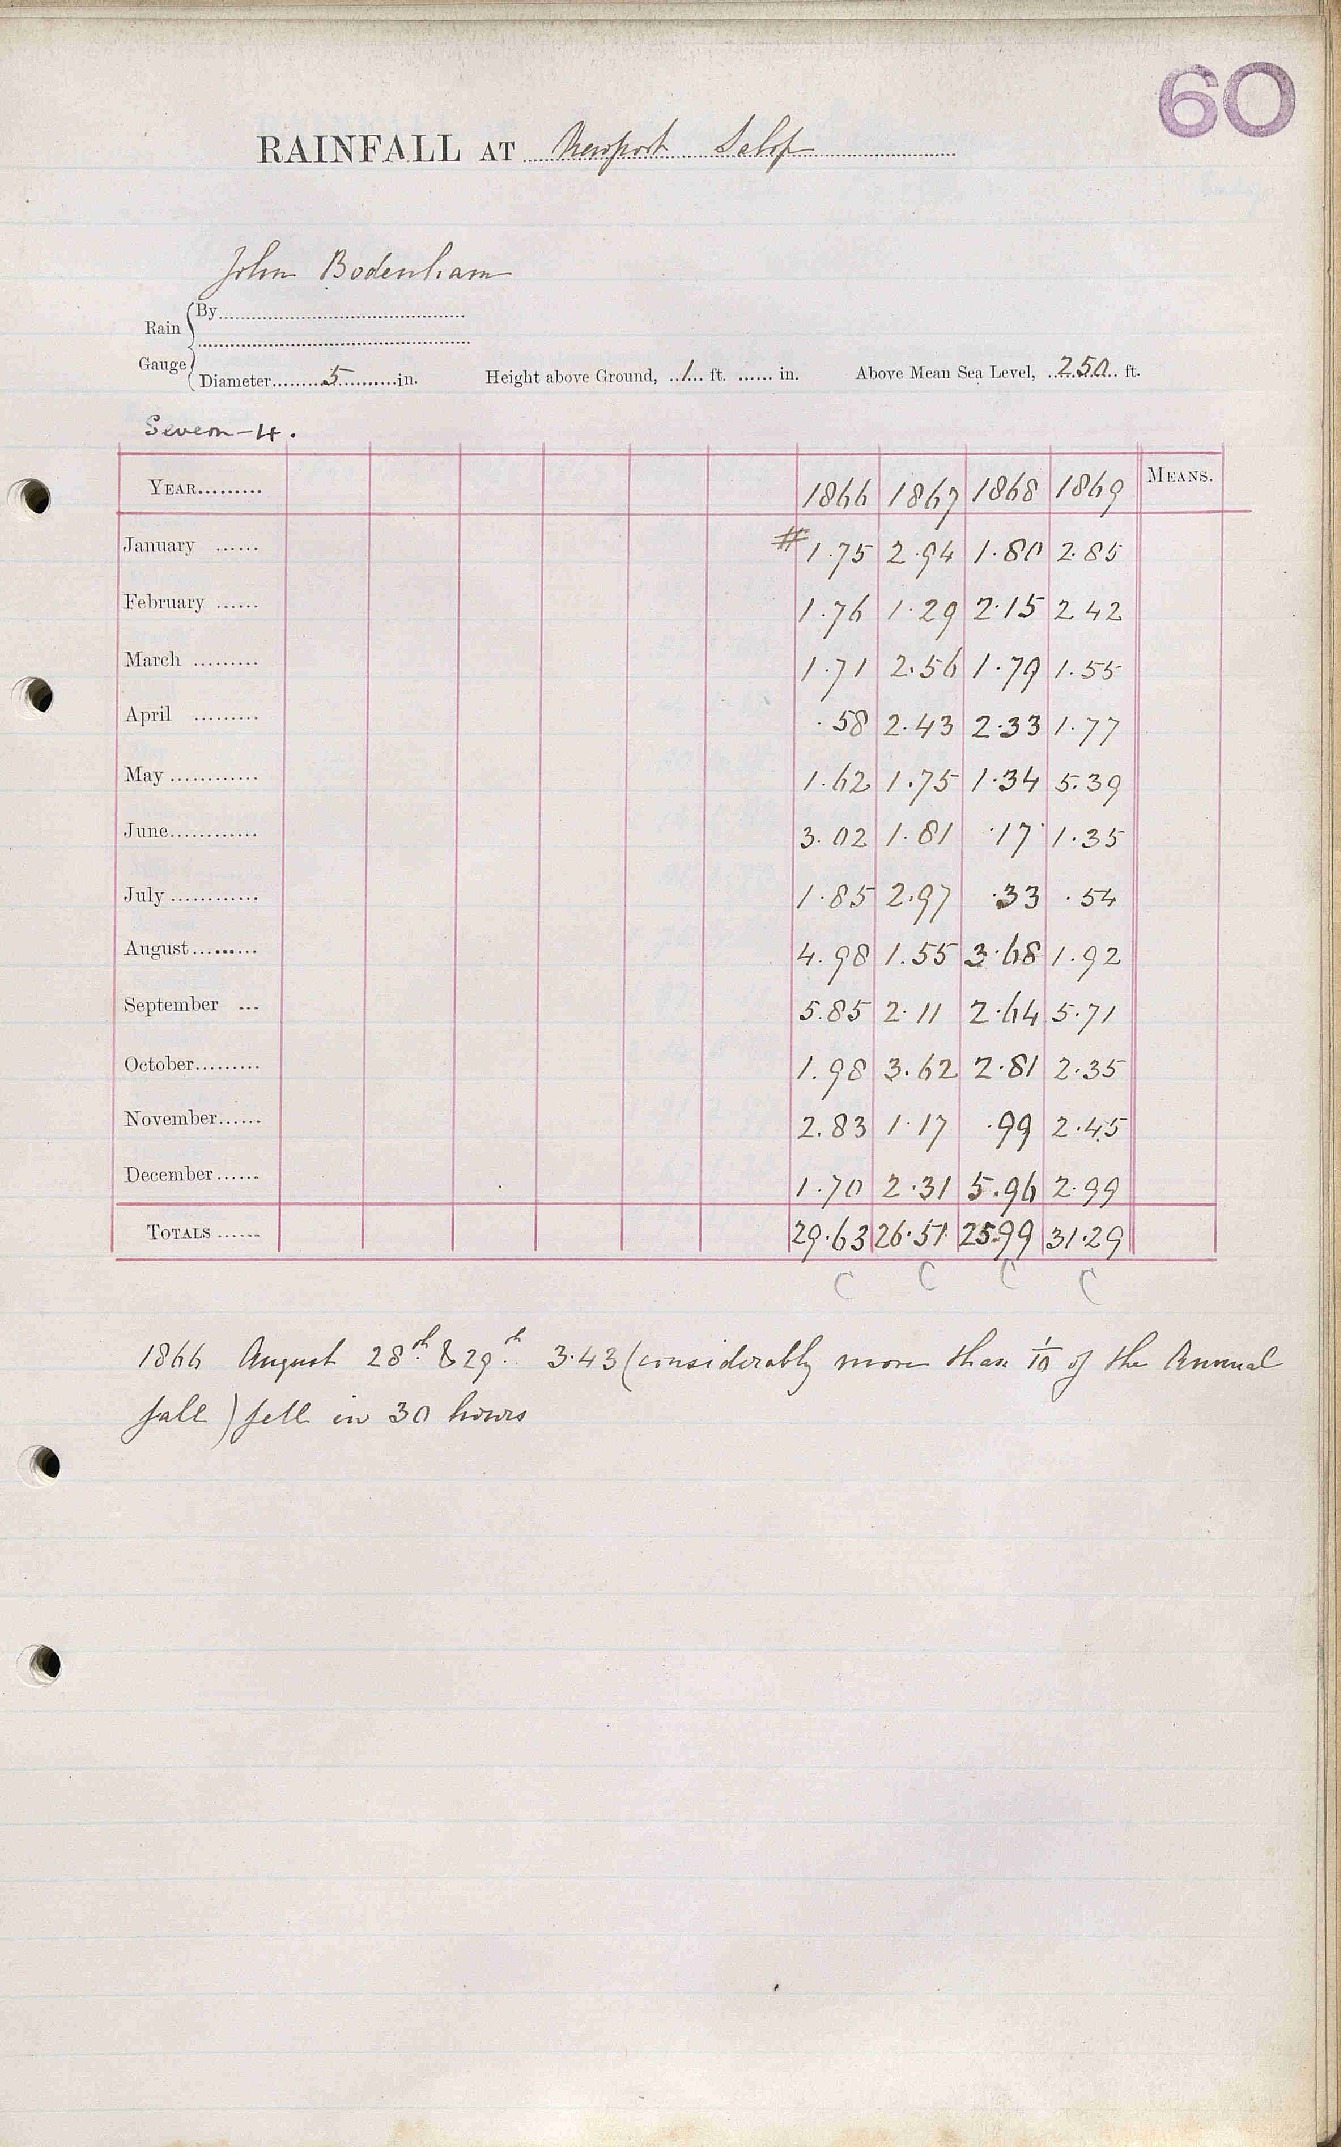 60
RAINFALL AT Newport Salop
John Bodenham
Rain Gauge { By
Diameter 5 in. Height above Ground, 1 ft. in. Above Mean Sea Level, 250 ft.
Severn-4.
YEAR 1866 1867 1868 1869 MEANS.
January # 1.75 2.94 1.80 2.85
February 1.76 1.29 2.15 2.42
March 1.71 2.56 1.79 1.55
April .58 2.43 2.33 1.77
May 1.62 1.75 1.34 5.39
June 3.02 1.81 .17 1.35
July 1.85 2.97 .33 .54
August 4.98 1.55 3.68 1.92
September 5.85 2.11 2.64 5.71
October 1.98 3.62 2.81 2.35
November 2.83 1.17 .99 2.45
December 1.70 2.31 5.96 2.99
TOTALS 29.63 26.51 25.99 31.29
C C C C
1866 August 28th & 29th 3.43 (considerably more than 1/10 of the Annual
fall) fell in 30 hours